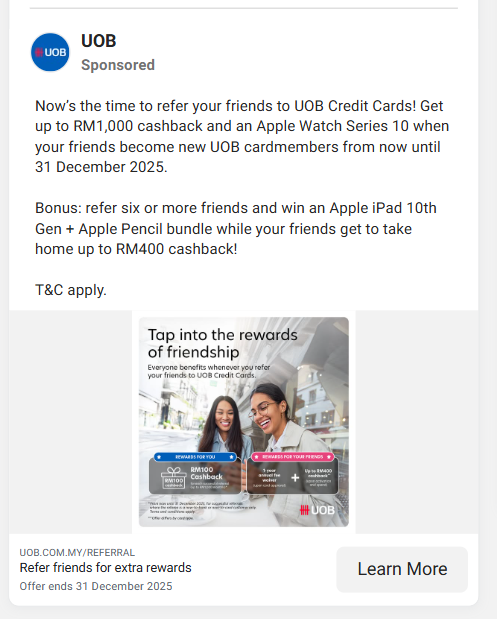 UOB
UOB
Sponsored
Now’s the time to refer your friends to UOB Credit Cards! Get
up to RM1,000 cashback and an Apple Watch Series 10 when
your friends become new UOB cardmembers from now until
31 December 2025.
Bonus: refer six or more friends and win an Apple iPad 10th
Gen + Apple Pencil bundle while your friends get to take
home up to RM400 cashback!
T&C apply.
Tap into the rewards
of friendship
Everyone benefits whenever you refer
your friends to UOB Credit Cards.
REWARDS FOR YOU
REWARDS FOR YOUR FRIENDS
RM100
cashback
RM100
Cashback
1-year
annual fee
waiver
+
Up to RM400
cashback
UOB
UOB.COM.MY/REFERRAL
Refer friends for extra rewards
Offer ends 31 December 2025
Learn More